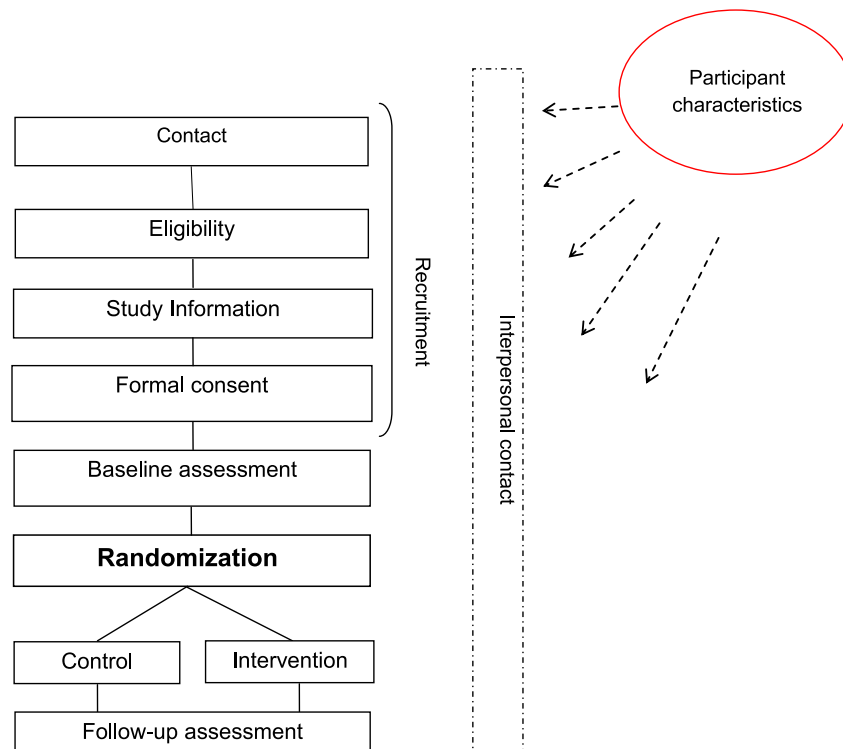 Participant
characteristics
Contact
Eligibility
Recruitment
Study Information
Interpersonal contact
Formal consent
Baseline assessment
Randomization
Control
Intervention
Follow-up assessment